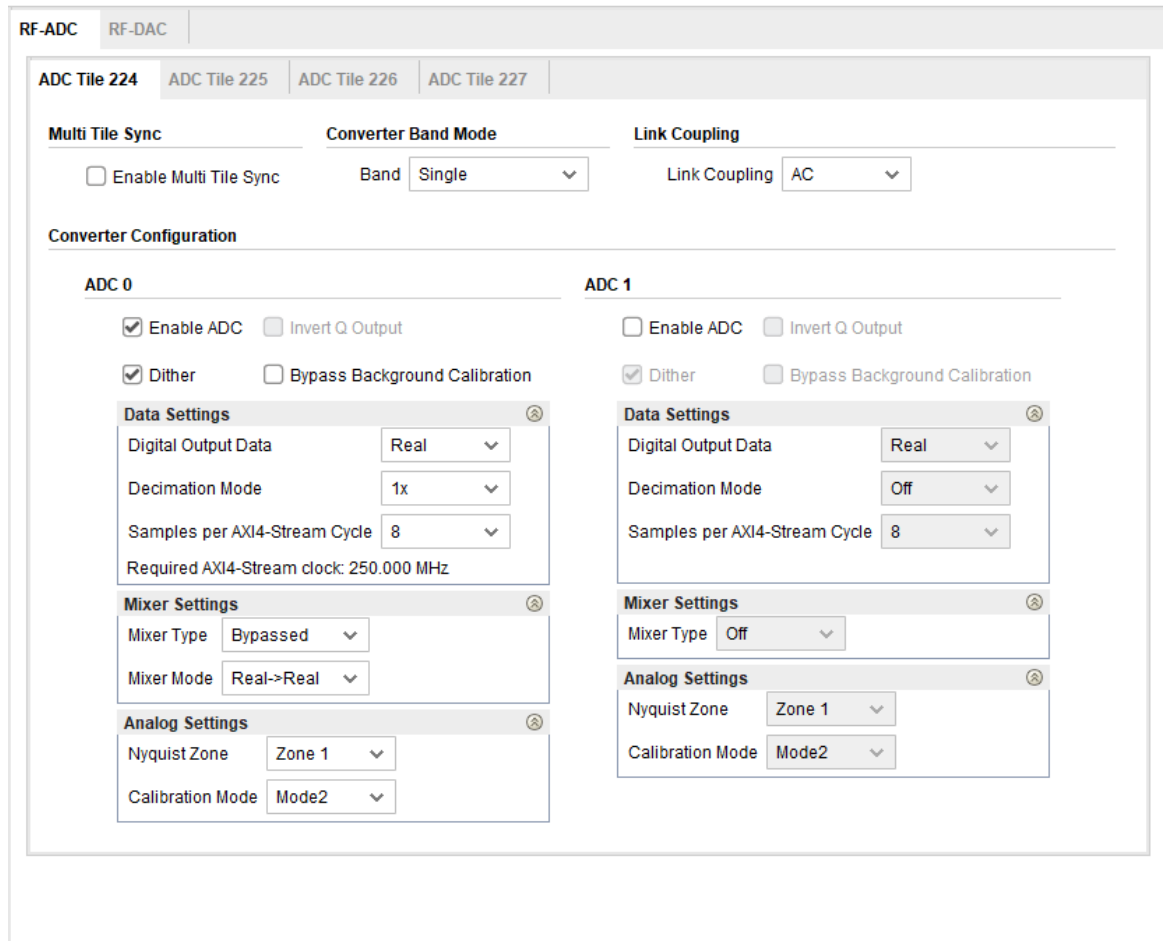 RF-ADC RF-DAC
ADC Tile 224 ADC Tile 225 ADC Tile 226 ADC Tile 227
Multi Tile Sync Converter Band Mode Link Coupling
Enable Multi Tile Sync Band Single Link Coupling AC
Converter Configuration
ADC 0
Enable ADC Invert Q Output
Dither Bypass Background Calibration
Data Settings
Digital Output Data Real
Decimation Mode 1x
Samples per AXI4-Stream Cycle 8
Required AXI4-Stream clock: 250.000 MHz
Mixer Settings
Mixer Type Bypassed
Mixer Mode Real->Real
Analog Settings
Nyquist Zone Zone 1
Calibration Mode Mode2
ADC 1
Enable ADC Invert Q Output
Dither Bypass Background Calibration
Data Settings
Digital Output Data Real
Decimation Mode Off
Samples per AXI4-Stream Cycle 8
Mixer Settings
Mixer Type Off
Analog Settings
Nyquist Zone Zone 1
Calibration Mode Mode2